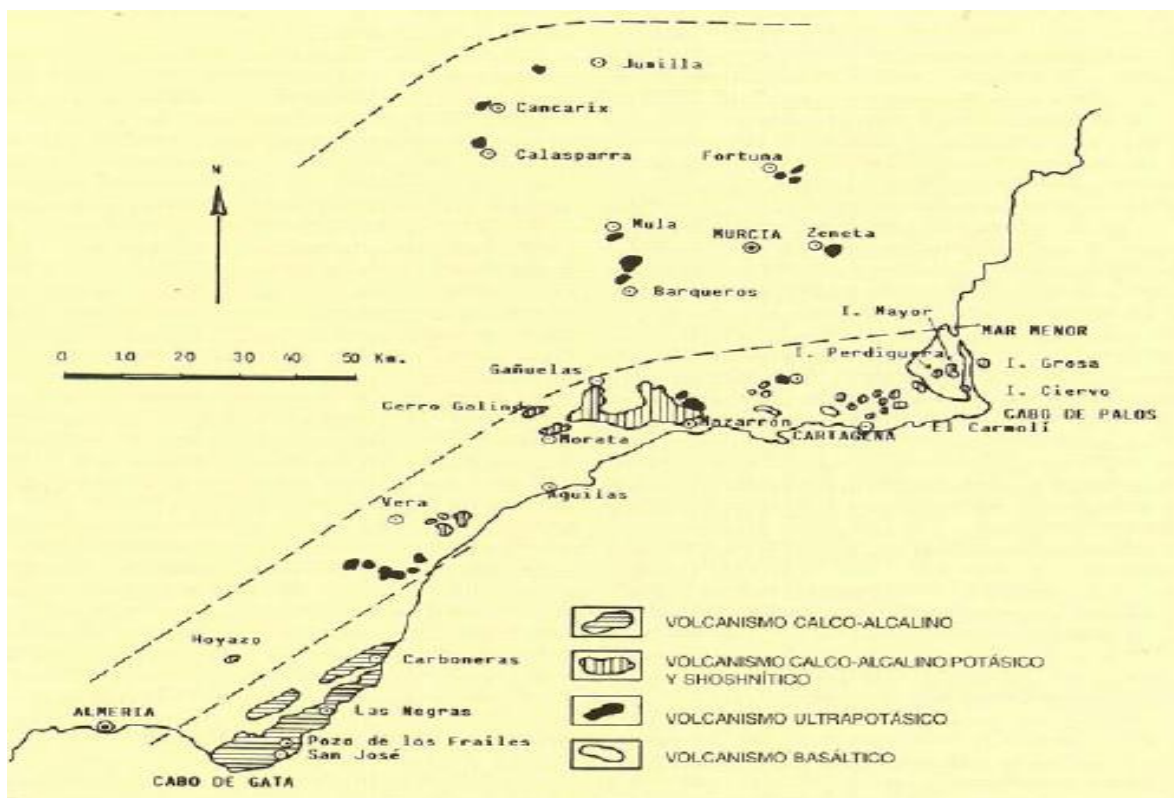 Jumilla
Cancarix
Calasparra
Fortuna
N
Mula
MURCIA
Zeneta
Barqueros
I. Mayor
MAR MENOR
0 10 20 30 40 50 Km.
I. Perdiguera
I. Grosa
Gañuelas
I. Ciervo
Cerro Galindo
CABO DE PALOS
Mazarrón
El Carmolí
Morata
CARTAGENA
Aguilas
Vera
VOLCANISMO CALCO-ALCALINO
Hoyazo
Carboneras
VOLCANISMO CALCO-ALCALINO POTÁSICO
Y SHOSHNÍTICO
ALMERIA
Las Negras
VOLCANISMO ULTRAPOTÁSICO
Pozo de los Frailes
San José
VOLCANISMO BASÁLTICO
CABO DE GATA